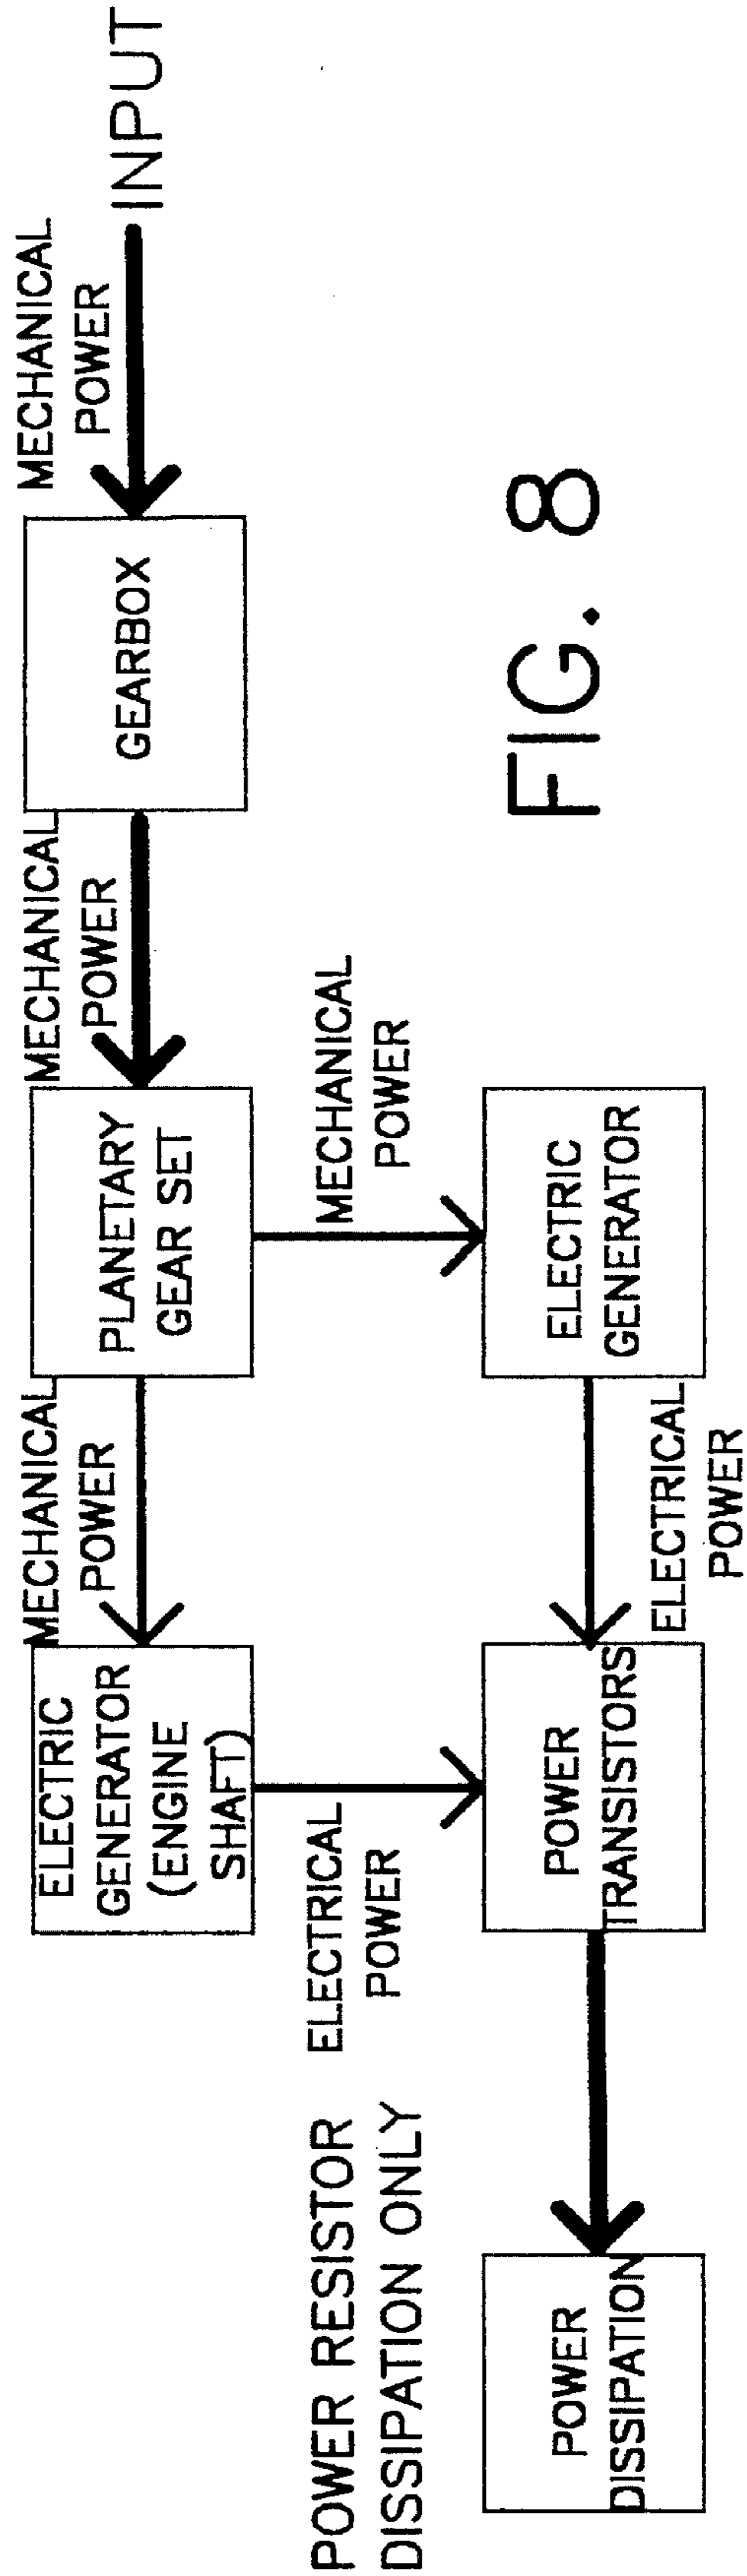 POWER RESISTOR
DISSIPATION ONLY
ELECTRIC
GENERATOR
(ENGINE
SHAFT)
MECHANICAL
POWER
PLANETARY
GEAR SET
MECHANICAL
POWER
GEARBOX
MECHANICAL
POWER
INPUT
ELECTRICAL
POWER
MECHANICAL
POWER
POWER
DISSIPATION
POWER
TRANSISTORS
ELECTRICAL
POWER
ELECTRIC
GENERATOR
FIG. 8